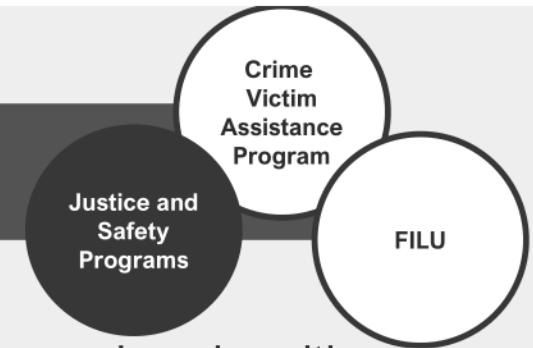 Crime
Victim
Assistance
Program
Justice and
Safety
Programs
FILU